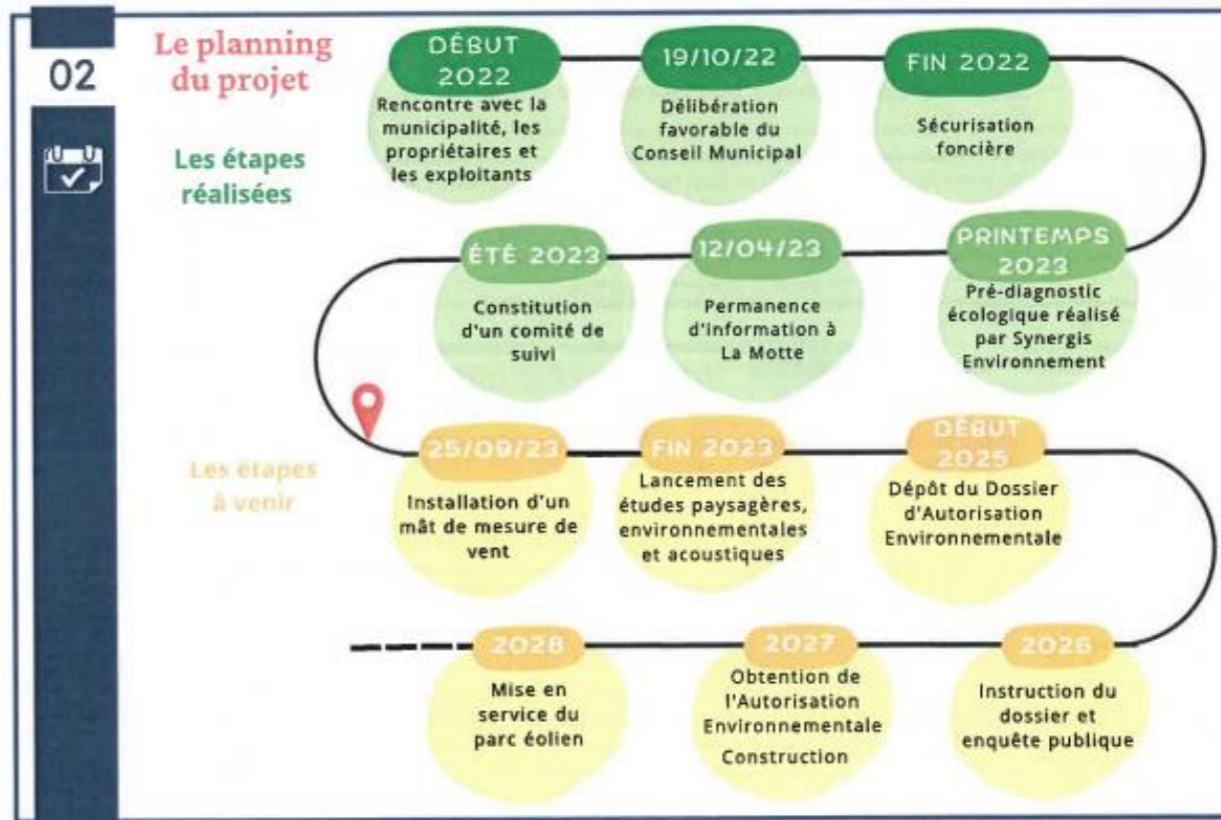 02
Le planning
du projet
Les étapes
réalisées
DÉBUT
2022
Rencontre avec la
municipalité, les
propriétaires et
les exploitants
19/10/22
Délibération
favorable du
Conseil Municipal
FIN 2022
Sécurisation
foncière
PRINTEMPS
2023
Pré-diagnostic
écologique réalisé
par Synergis
Environnement
12/04/23
Permanence
d'information à
La Motte
ÉTÉ 2023
Constitution
d'un comité de
suivi
Les étapes
à venir
25/09/23
Installation d'un
mât de mesure de
vent
FIN 2023
Lancement des
études paysagères,
environnementales
et acoustiques
DÉBUT
2025
Dépôt du Dossier
d'Autorisation
Environnementale
2026
Instruction du
dossier et
enquête publique
2027
Obtention de
l'Autorisation
Environnementale
Construction
2028
Mise en
service du
parc éolien